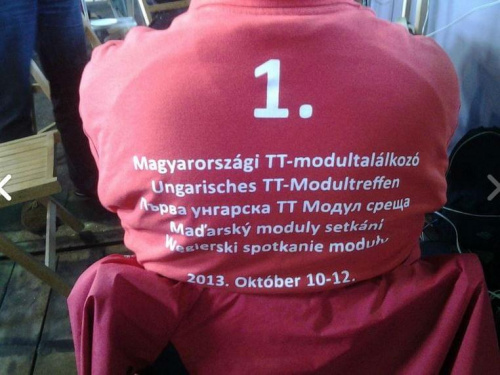 1.
Magyarországi TT-modultalálkozó
Ungarisches TT-Modultreffen
Първа унгарска ТТ Модул среща
Maďarský moduly setkání
Węgierski spotkanie moduły
2013. Október 10-12.